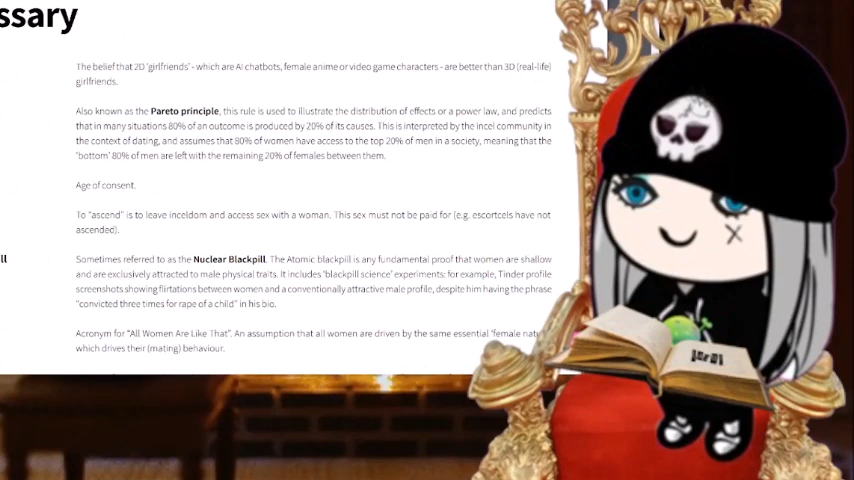 ssary
The belief that 2D 'girlfriends' - which are AI chatbots, female anime or video game characters - are better than 3D (real-life)
girlfriends.
Also known as the Pareto principle, this rule is used to illustrate the distribution of effects or a power law, and predicts
that in many situations 80% of an outcome is produced by 20% of its causes. This is interpreted by the incel community in
the context of dating, and assumes that 80% of women have access to the top 20% of men in a society, meaning that the
'bottom' 80% of men are left with the remaining 20% of females between them.
Age of consent.
To "ascend" is to leave inceldom and access sex with a woman. This sex must not be paid for (e.g. escortcels have not
ascended).
ll
Sometimes referred to as the Nuclear Blackpill. The Atomic blackpill is any fundamental proof that women are shallow
and are exclusively attracted to male physical traits. It includes 'blackpill science' experiments: for example, Tinder profile
screenshots showing flirtations between women and a conventionally attractive male profile, despite him having the phrase
"convicted three times for rape of a child" in his bio.
Acronym for "All Women Are Like That". An assumption that all women are driven by the same essential 'female natu
which drives their (mating) behaviour.